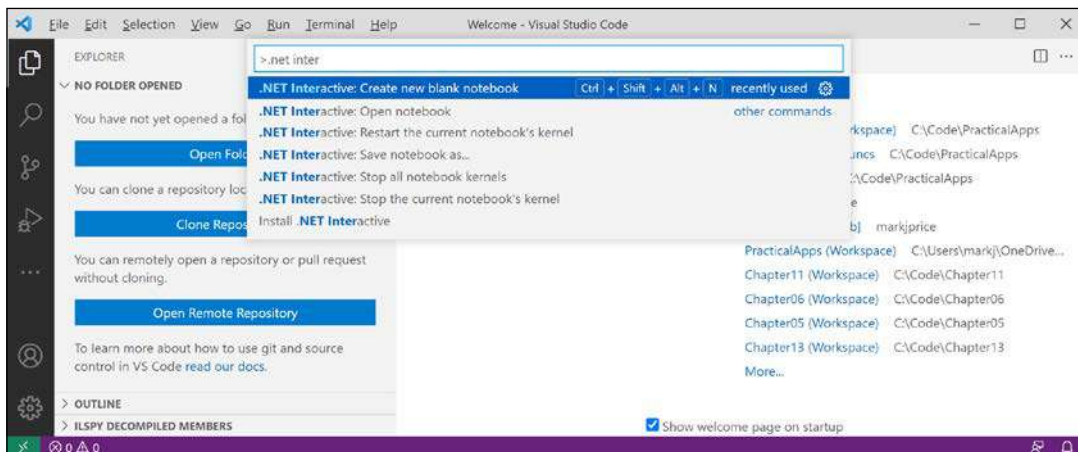 File Edit Selection View Go Run Terminal Help Welcome - Visual Studio Code
EXPLORER
>.net inter
NO FOLDER OPENED
.NET Interactive: Create new blank notebook Ctrl + Shift + Alt + N recently used
.NET Interactive: Open notebook other commands
.NET Interactive: Restart the current notebook's kernel
.NET Interactive: Save notebook as...
.NET Interactive: Stop all notebook kernels
.NET Interactive: Stop the current notebook's kernel
Install .NET Interactive
You have not yet opened a
Open
You can clone a repository
Clone
You can remotely open a repository or pull request
without cloning.
Open Remote Repository
To learn more about how to use git and source
control in VS Code read our docs.
OUTLINE
ILSPY DECOMPILED MEMBERS
C:\Code\PracticalApps
C:\Code\PracticalApps
:\Code\PracticalApps
markjprice
PracticalApps (Workspace) C:\Users\markj\OneDrive...
Chapter11 (Workspace) C:\Code\Chapter11
Chapter06 (Workspace) C:\Code\Chapter06
Chapter05 (Workspace) C:\Code\Chapter05
Chapter13 (Workspace) C:\Code\Chapter13
More...
Show welcome page on startup
0 0